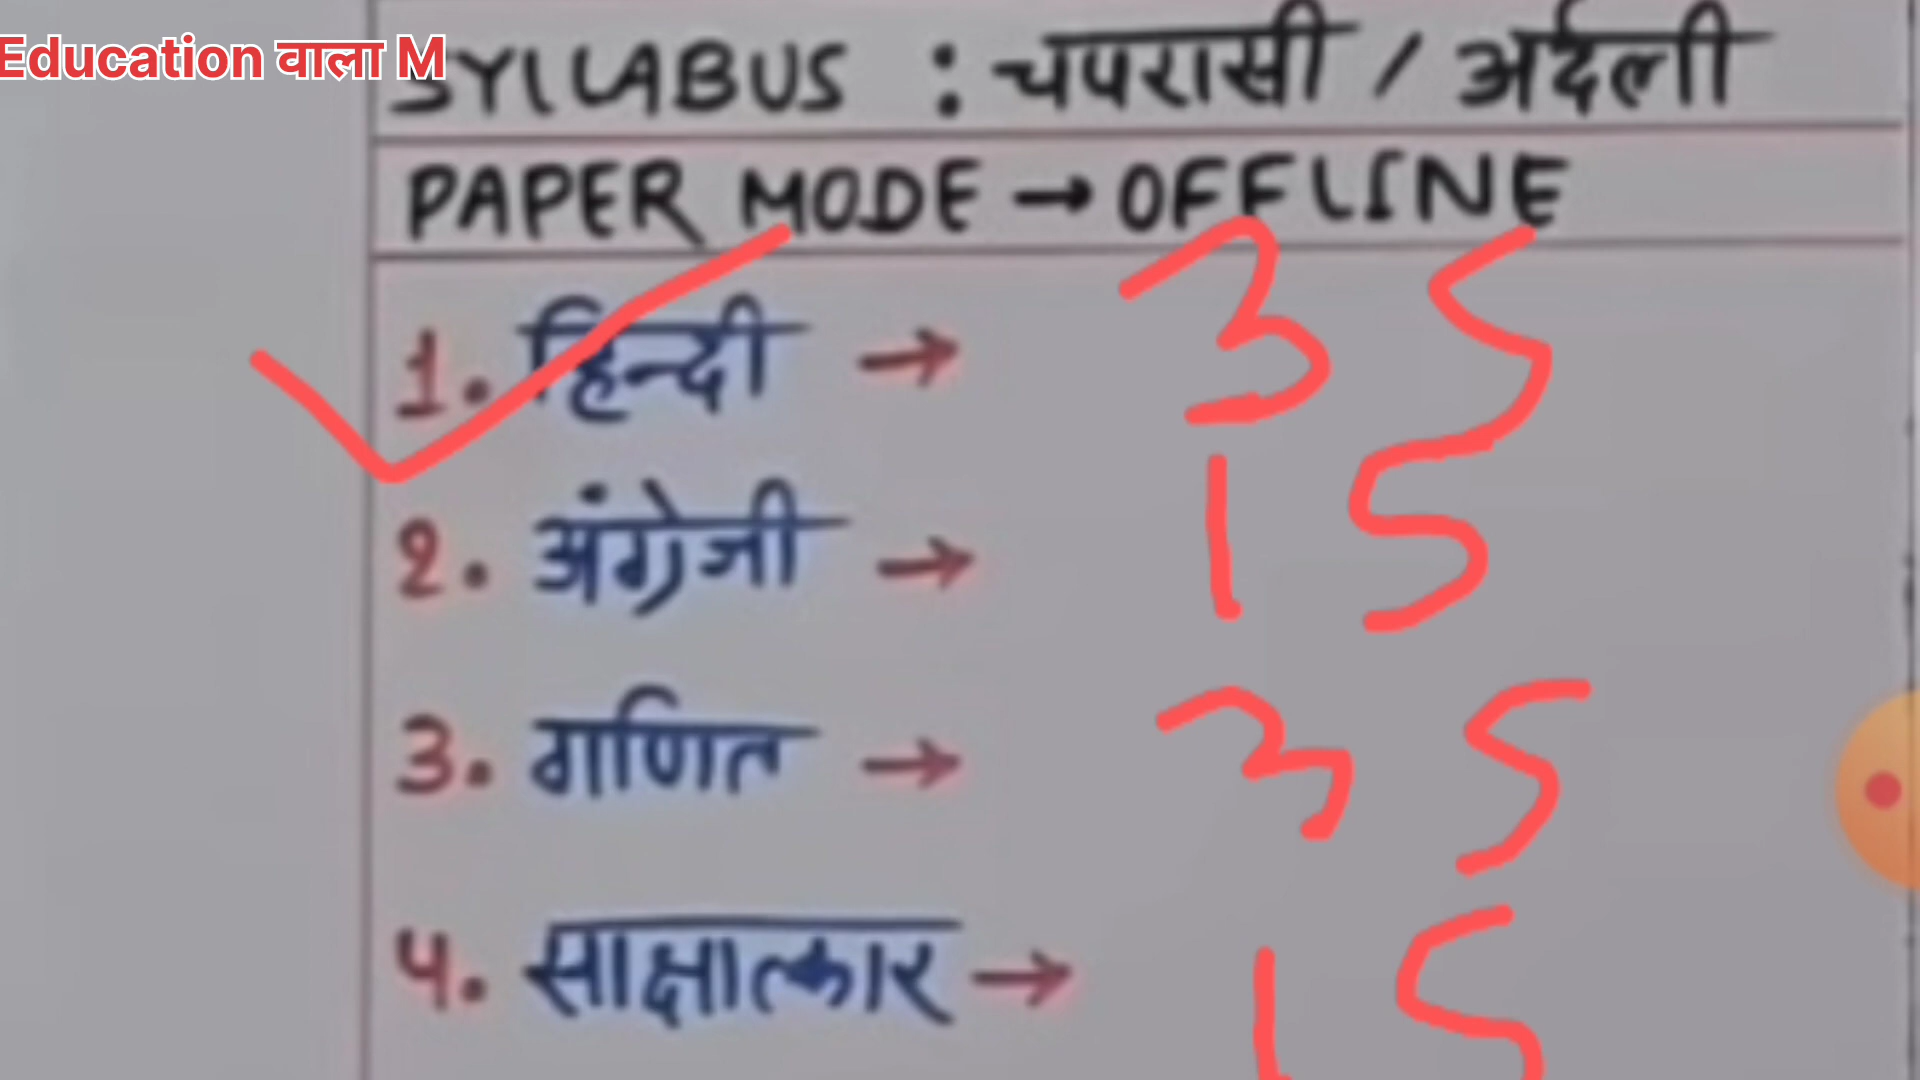 Education वाला M
SYLLABUS : चपरासी / अर्दली
PAPER MODE → OFFLINE
1. हिन्दी → 35
2. अंग्रेजी → 15
3. गणित → 35
4. साक्षात्कार → 15